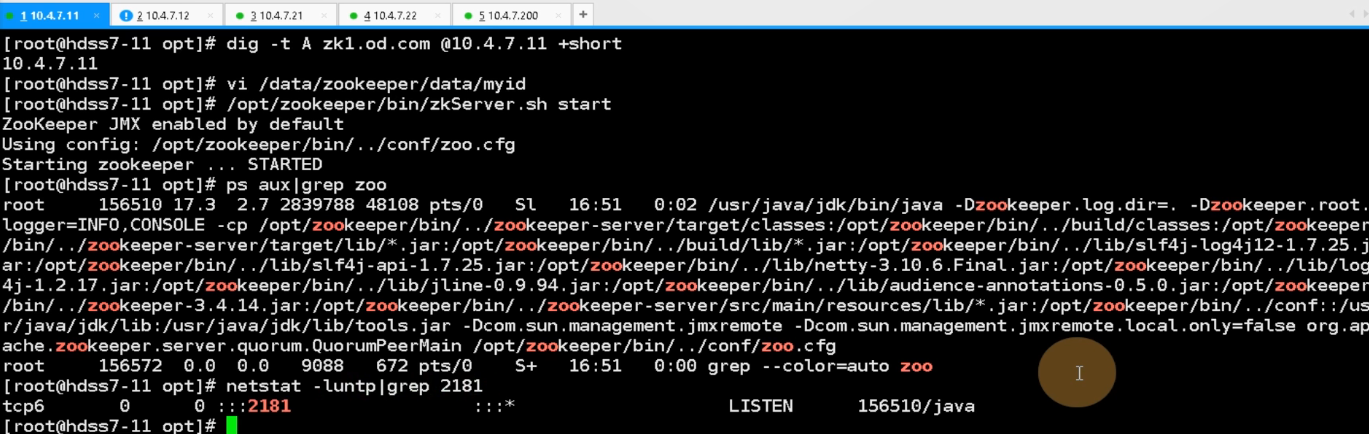 1 10.4.7.11 × 2 10.4.7.12 × 3 10.4.7.21 × 4 10.4.7.22 × 5 10.4.7.200 × +
[root@hdss7-11 opt]# dig -t A zk1.od.com @10.4.7.11 +short
10.4.7.11
[root@hdss7-11 opt]# vi /data/zookeeper/data/myid
[root@hdss7-11 opt]# /opt/zookeeper/bin/zkServer.sh start
ZooKeeper JMX enabled by default
Using config: /opt/zookeeper/bin/../conf/zoo.cfg
Starting zookeeper ... STARTED
[root@hdss7-11 opt]# ps aux|grep zoo
root     156510 17.3  2.7 2839788 48108 pts/0   Sl   16:51   0:02 /usr/java/jdk/bin/java -Dzookeeper.log.dir=. -Dzookeeper.root.
logger=INFO,CONSOLE -cp /opt/zookeeper/bin/../zookeeper-server/target/classes:/opt/zookeeper/bin/../build/classes:/opt/zookeeper
/bin/../zookeeper-server/target/lib/*.jar:/opt/zookeeper/bin/../build/lib/*.jar:/opt/zookeeper/bin/../lib/slf4j-log4j12-1.7.25.j
ar:/opt/zookeeper/bin/../lib/slf4j-api-1.7.25.jar:/opt/zookeeper/bin/../lib/netty-3.10.6.Final.jar:/opt/zookeeper/bin/../lib/log
4j-1.2.17.jar:/opt/zookeeper/bin/../lib/jline-0.9.94.jar:/opt/zookeeper/bin/../lib/audience-annotations-0.5.0.jar:/opt/zookeeper
/bin/../zookeeper-3.4.14.jar:/opt/zookeeper/bin/../zookeeper-server/src/main/resources/lib/*.jar:/opt/zookeeper/bin/../conf::/us
r/java/jdk/lib:/usr/java/jdk/lib/tools.jar -Dcom.sun.management.jmxremote -Dcom.sun.management.jmxremote.local.only=false org.ap
ache.zookeeper.server.quorum.QuorumPeerMain /opt/zookeeper/bin/../conf/zoo.cfg
root     156572  0.0  0.0   9088   672 pts/0    S+   16:51   0:00 grep --color=auto zoo
[root@hdss7-11 opt]# netstat -luntp|grep 2181
tcp6       0      0 :::2181                 :::*                    LISTEN      156510/java
[root@hdss7-11 opt]#